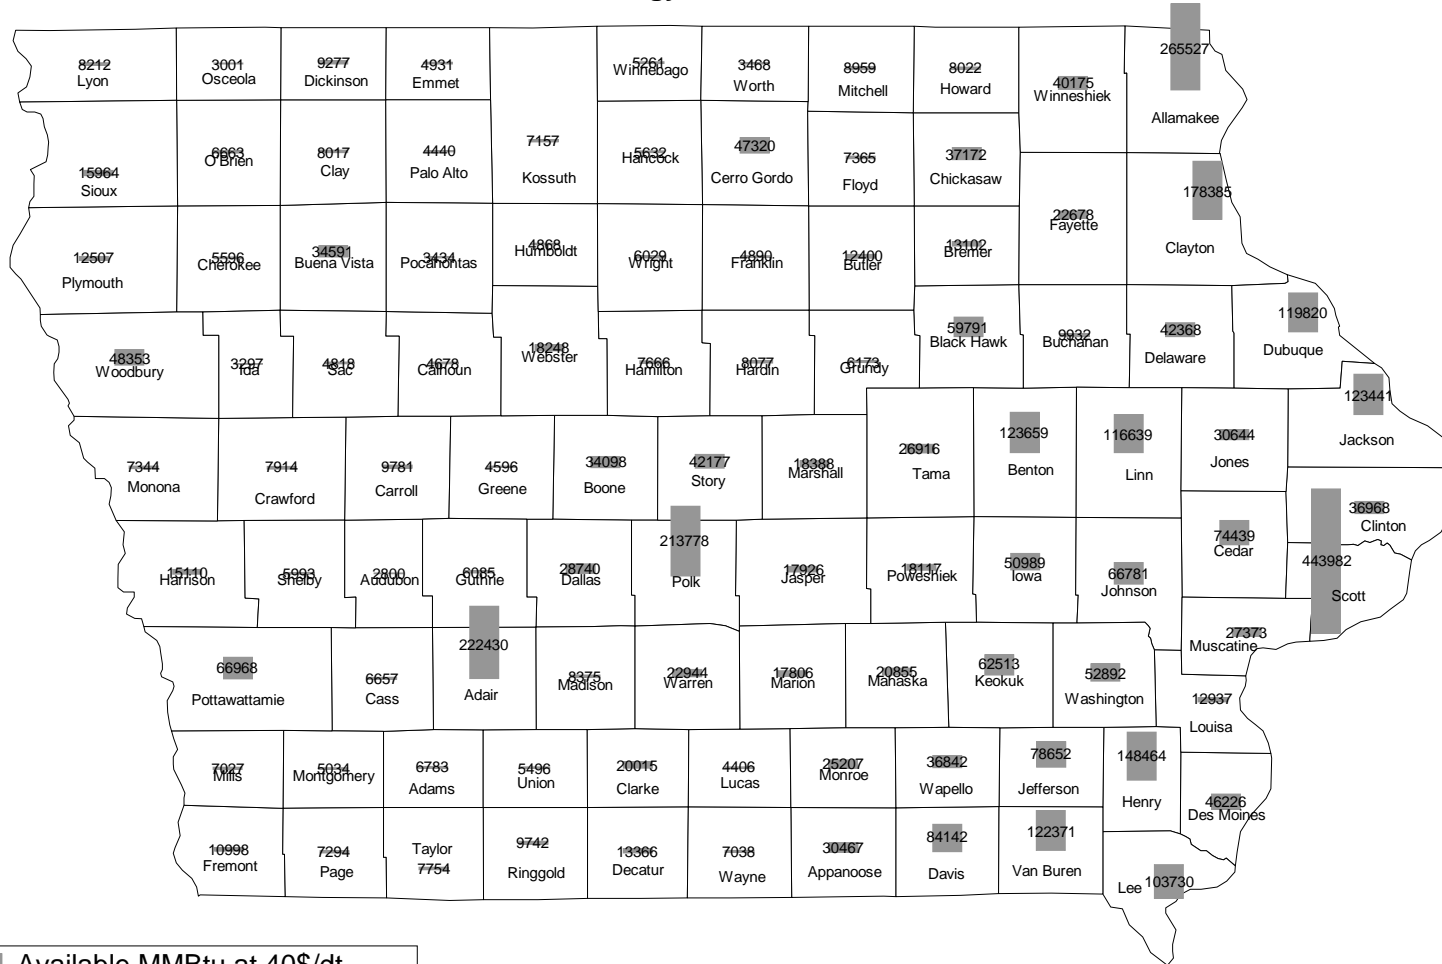 8212
Lyon
3001
Osceola
9277
Dickinson
4931
Emmet
5261
Winnebago
3468
Worth
8959
Mitchell
8022
Howard
40175
Winneshiek
265527
Allamakee
15964
Sioux
6663
O'Brien
8017
Clay
4440
Palo Alto
7157
Kossuth
5632
Hancock
47320
Cerro Gordo
7365
Floyd
37172
Chickasaw
22678
Fayette
178385
Clayton
12507
Plymouth
5596
Cherokee
34591
Buena Vista
3434
Pocahontas
4868
Humboldt
6029
Wright
4890
Franklin
12400
Butler
13102
Bremer
48353
Woodbury
3297
Ida
4818
Sac
4678
Calhoun
18248
Webster
7666
Hamilton
8077
Hardin
6173
Grundy
59791
Black Hawk
9932
Buchanan
42368
Delaware
119820
Dubuque
7344
Monona
7914
Crawford
9781
Carroll
4596
Greene
34098
Boone
42177
Story
18388
Marshall
26916
Tama
123659
Benton
116639
Linn
30644
Jones
123441
Jackson
15110
Harrison
5993
Shelby
2800
Audubon
6085
Guthrie
28740
Dallas
213778
Polk
17926
Jasper
18117
Poweshiek
50989
Iowa
66781
Johnson
74439
Cedar
36968
Clinton
443982
Scott
27373
Muscatine
66968
Pottawattamie
6657
Cass
222430
Adair
8375
Madison
22944
Warren
17806
Marion
20855
Mahaska
62513
Keokuk
52892
Washington
12937
Louisa
7027
Mills
5034
Montgomery
6783
Adams
5496
Union
20015
Clarke
4406
Lucas
25207
Monroe
36842
Wapello
78652
Jefferson
148464
Henry
46226
Des Moines
10998
Fremont
7294
Page
Taylor
7754
9742
Ringgold
13366
Decatur
7038
Wayne
30467
Appanoose
84142
Davis
122371
Van Buren
Lee 103730
Available MMBtu at 40$/dt